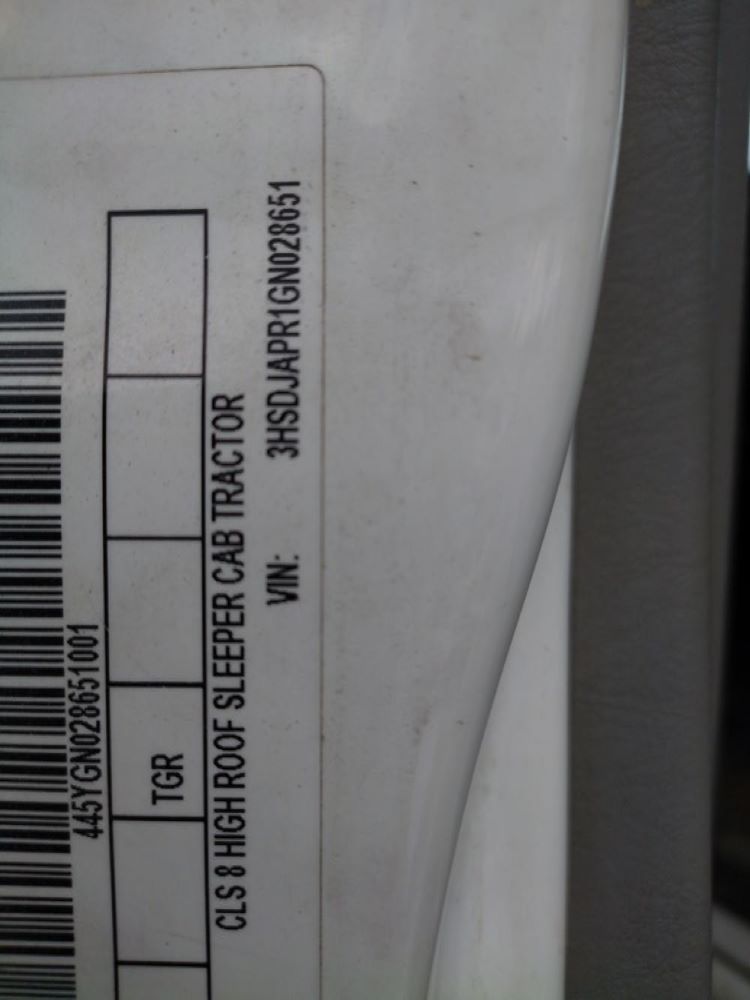 445YGN028651001
TGR
CLS 8 HIGH ROOF SLEEPER CAB TRACTOR
VIN: 3HSDJAPR1GN028651